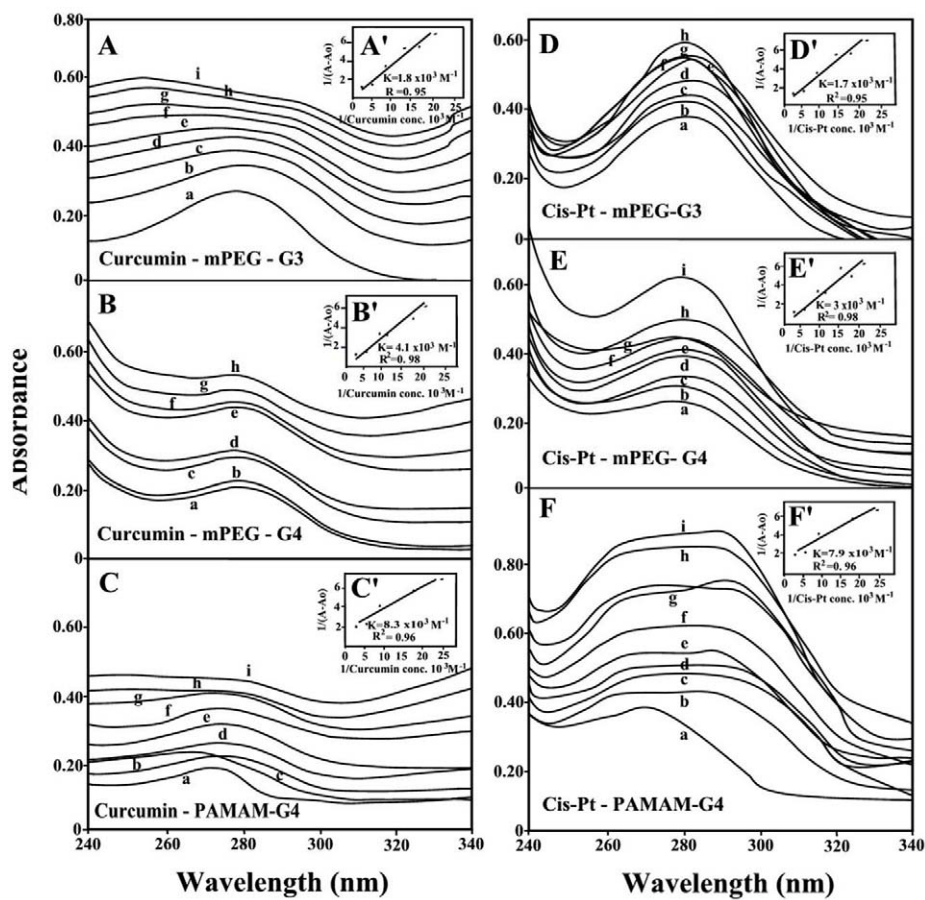 A
A'
1/(A-Ao)
6
4
2
K=1.8 x10³ M⁻¹
R = 0. 95
0 5 10 15 20 25
1/Curcumin conc. 10³ M⁻¹
0.80
0.60
0.40
0.20
0
i
h
g
f
e
d
c
b
a
Curcumin - mPEG - G3
B
B'
1/(A-Ao)
6
4
2
K= 4.1 x10³ M⁻¹
R²= 0. 98
0 5 10 15 20 25
1/Curcumin conc. 10³ M⁻¹
0.60
0.40
0.20
0
h
g
f
e
d
c
b
a
Curcumin - mPEG - G4
C
C'
1/(A-Ao)
6
4
2
K=8.3 x10³ M⁻¹
R²= 0. 96
0 5 10 15 20 25
1/Curcumin conc. 10³ M⁻¹
0.60
0.40
0.20
0
i
h
g
f
e
d
c
b
a
Curcumin - PAMAM-G4
240 260 280 300 320 340
Wavelength (nm)
Absorbance
D
D'
1/(A-Ao)
6
4
2
K=1.7 x10³ M⁻¹
R²=0.95
0 5 10 15 20 25
1/Cis-Pt conc. 10³ M⁻¹
0.60
0.40
0.20
0
h
g
f
e
d
c
b
a
Cis-Pt - mPEG-G3
E
E'
1/(A-Ao)
6
4
2
K= 3 x10³ M⁻¹
R²= 0.98
0 5 10 15 20 25
1/Cis-Pt conc. 10³ M⁻¹
0.60
0.40
0.20
0
i
h
g
f
e
d
c
b
a
Cis-Pt - mPEG- G4
F
F'
1/(A-Ao)
6
4
2
K=7.9 x10³ M⁻¹
R²= 0. 96
0 5 10 15 20 25
1/Cis-Pt conc. 10³ M⁻¹
0.80
0.60
0.40
0.20
0
i
h
g
f
e
d
c
b
a
Cis-Pt - PAMAM-G4
240 260 280 300 320 340
Wavelength (nm)